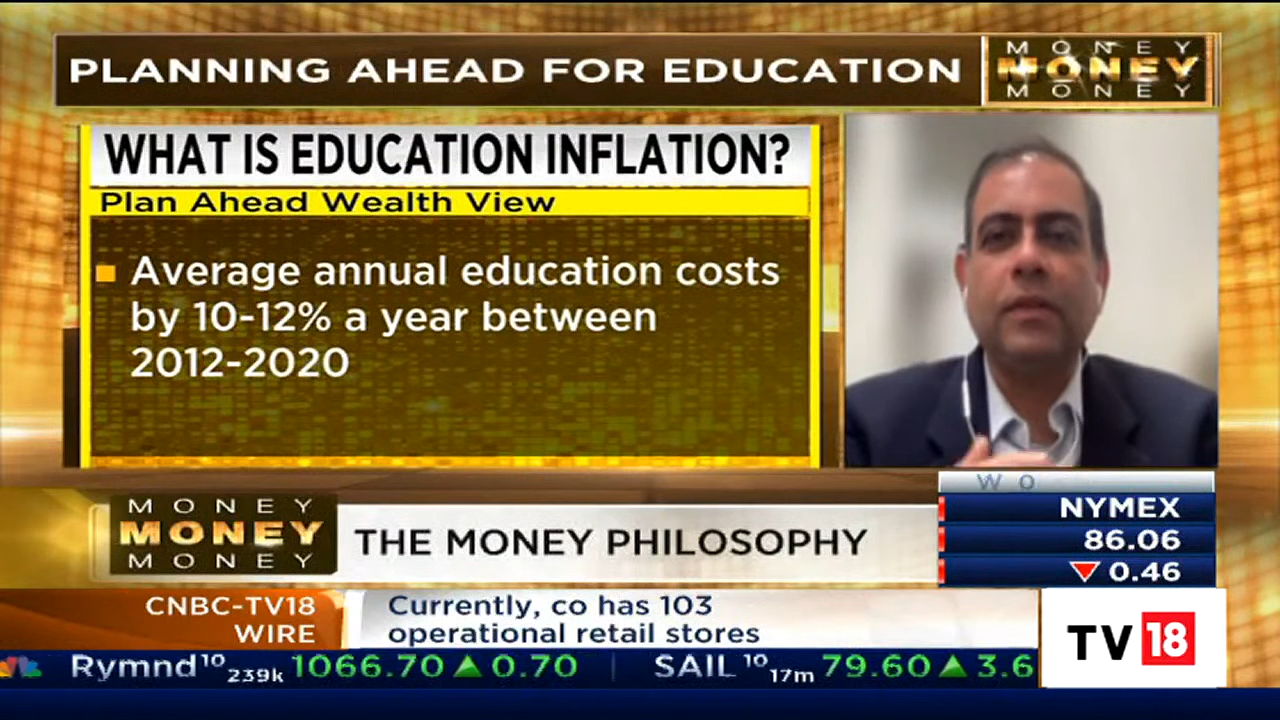 PLANNING AHEAD FOR EDUCATION
MONEY
MONEY
MONEY
WHAT IS EDUCATION INFLATION?
Plan Ahead Wealth View
Average annual education costs
by 10-12% a year between
2012-2020
MONEY
MONEY
MONEY
THE MONEY PHILOSOPHY
W O
NYMEX
86.06
▼ 0.46
CNBC-TV18
WIRE
Currently, co has 103
operational retail stores
TV18
Rymnd 10 239k 1066.70 ▲ 0.70 SAIL 10 17m 79.60 ▲ 3.6